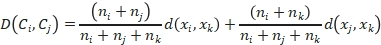 D(C_i, C_j) = \frac{(n_i + n_j)}{n_i + n_j + n_k} d(x_i, x_k) + \frac{(n_i + n_k)}{n_i + n_j + n_k} d(x_j, x_k)